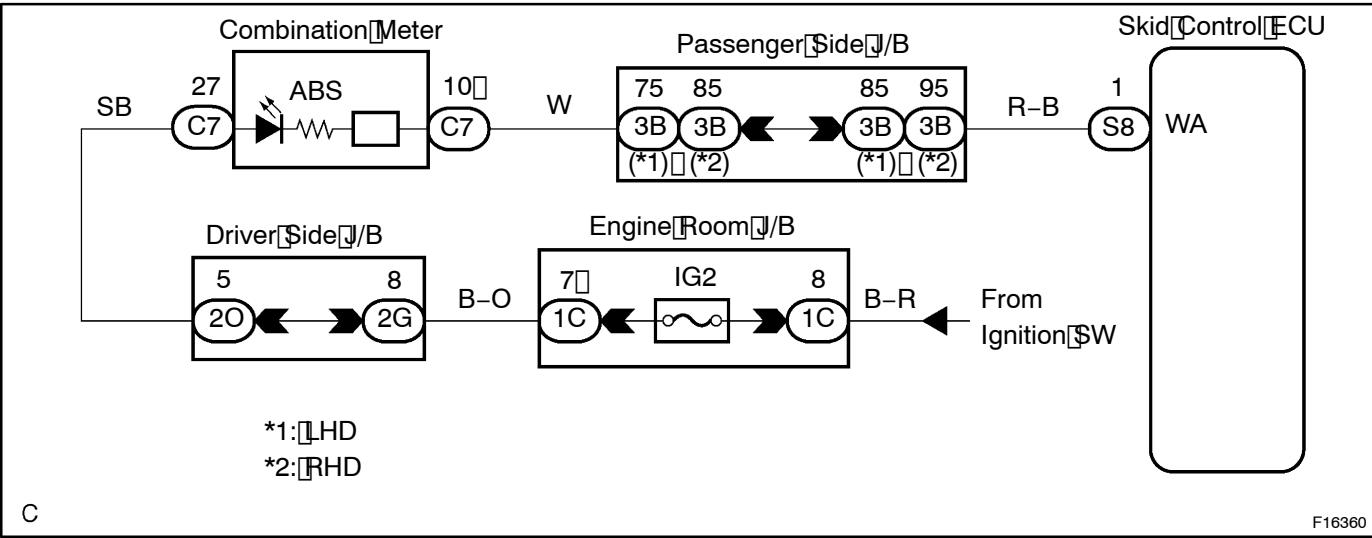 Combination Meter
Passenger Side J/B
Skid Control ECU
27
ABS
10
75
85
85
95
1
SB
C7
C7
W
3B
3B
3B
3B
R–B
S8
WA
(*1) (*2)
(*1) (*2)
Driver Side J/B
Engine Room J/B
5
8
7
IG2
8
2O
2G
B–O
1C
1C
B–R
From
Ignition SW
*1: LHD
*2: RHD
C
F16360